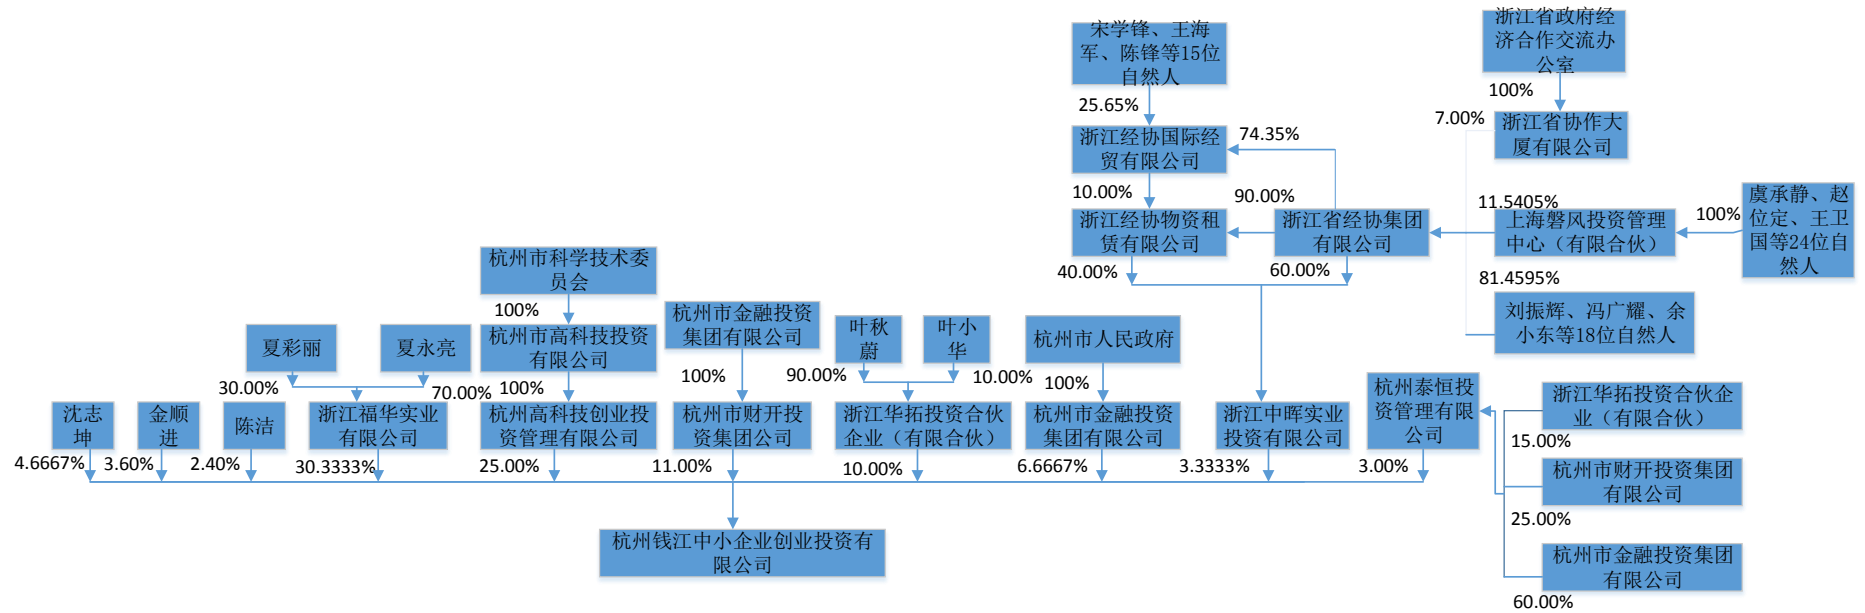 宋学锋、王海
军、陈锋等15位
自然人
浙江省政府经
济合作交流办
公室
25.65%
100%
7.00%
浙江经协国际经
贸有限公司
74.35%
浙江省协作大
厦有限公司
10.00%
90.00%
11.5405%
100%
虞承静、赵
位定、王卫
国等24位自
然人
浙江经协物资租
赁有限公司
浙江省经协集团
有限公司
上海磐风投资管理
中心（有限合伙）
40.00%
60.00%
81.4595%
刘振辉、冯广耀、余
小东等18位自然人
杭州市科学技术委
员会
100%
夏彩丽
夏永亮
杭州市高科技投资
有限公司
杭州市金融投资
集团有限公司
叶秋
蔚
叶小
华
杭州市人民政府
30.00%
70.00%
100%
100%
90.00%
10.00%
100%
沈志
坤
金顺
进
陈洁
浙江福华实业
有限公司
杭州高科技创业投
资管理有限公司
杭州市财开投
资集团公司
浙江华拓投资合伙
企业（有限合伙）
杭州市金融投资
集团有限公司
浙江中晖实业
投资有限公司
杭州泰恒投
资管理有限
公司
浙江华拓投资合伙企
业（有限合伙）
15.00%
杭州市财开投资集团
有限公司
25.00%
杭州市金融投资集团
有限公司
60.00%
4.6667%
3.60%
2.40%
30.3333%
25.00%
11.00%
10.00%
6.6667%
3.3333%
3.00%
杭州钱江中小企业创业投资有
限公司